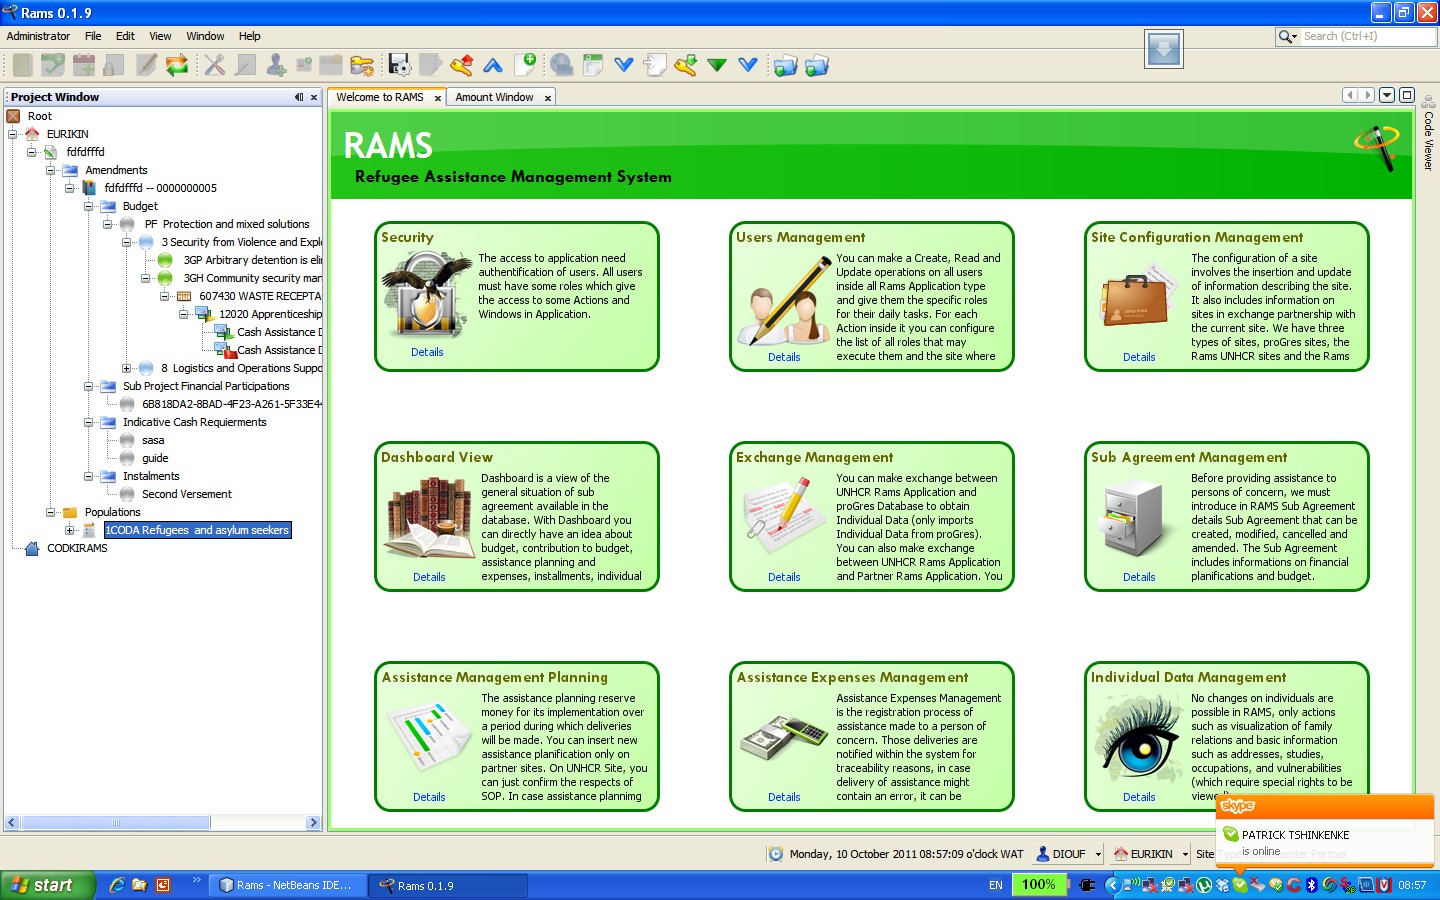 Rams 0.1.9
Administrator File Edit View Window Help
Search (Ctrl+I)
Project Window
Welcome to RAMS
Amount Window
Code Viewer
Root
EURIKIN
fdfdfffd
Amendments
fdfdfffd -- 0000000005
Budget
PF Protection and mixed solutions
3 Security from Violence and Expl
3GP Arbitrary detention is eli
3GH Community security man
607430 WASTE RECEPTA
12020 Apprenticeship
Cash Assistance D
Cash Assistance D
8 Logistics and Operations Suppo
Sub Project Financial Participations
6B818DA2-8BAD-4F23-A261-5F33E4
Indicative Cash Requierments
sasa
guide
Instalments
Second Versement
Populations
1CODA Refugees and asylum seekers
CODKIRAMS
RAMS
Refugee Assistance Management System
Security
The access to application need
authentification of users. All users
must have some roles which give
the access to some Actions and
Windows in Application.
Details
Users Management
You can make a Create, Read and
Update operations on all users
inside all Rams Application type
and give them the specific roles
for their daily tasks. For each
Action inside it you can configure
the list of all roles that may
execute them and the site where
Details
Site Configuration Management
The configuration of a site
involves the insertion and update
of information describing the site.
It also includes information on
sites in exchange partnership with
the current site. We have three
types of sites, proGres sites, the
Rams UNHCR sites and the Rams
Details
Dashboard View
Dashboard is a view of the
general situation of sub
agreement available in the
database. With Dashboard you
can directly have an idea about
budget, contribution to budget,
assistance planning and
expenses, installments, individual
Details
Exchange Management
You can make exchange between
UNHCR Rams Application and
proGres Database to obtain
Individual Data (only imports
Individual Data from proGres).
You can also make exchange
between UNHCR Rams Application
and Partner Rams Application. You
Details
Sub Agreement Management
Before providing assistance to
persons of concern, we must
introduce in RAMS Sub Agreement
details Sub Agreement that can be
created, modified, cancelled and
amended. The Sub Agreement
includes informations on financial
planifications and budget.
Details
Assistance Management Planning
The assistance planning reserve
money for its implementation over
a period during which deliveries
will be made. You can insert new
assistance planification only on
partner sites. On UNHCR Site, you
can just confirm the respects of
SOP. In case assistance planning
Details
Assistance Expenses Management
Assistance Expenses Management
is the registration process of
assistance made to a person of
concern. Those deliveries are
notified within the system for
traceability reasons, in case
delivery of assistance might
contain an error, it can be
Details
Individual Data Management
No changes on individuals are
possible in RAMS, only actions
such as visualization of family
relations and basic information
such as addresses, studies,
occupations, and vulnerabilities
(which require special rights to be
Details
skype
PATRICK TSHINKENKE
is online
Monday, 10 October 2011 08:57:09 o'clock WAT
DIOUF
EURIKIN
Site
start
Rams - NetBeans IDE...
Rams 0.1.9
EN
100%
08:57